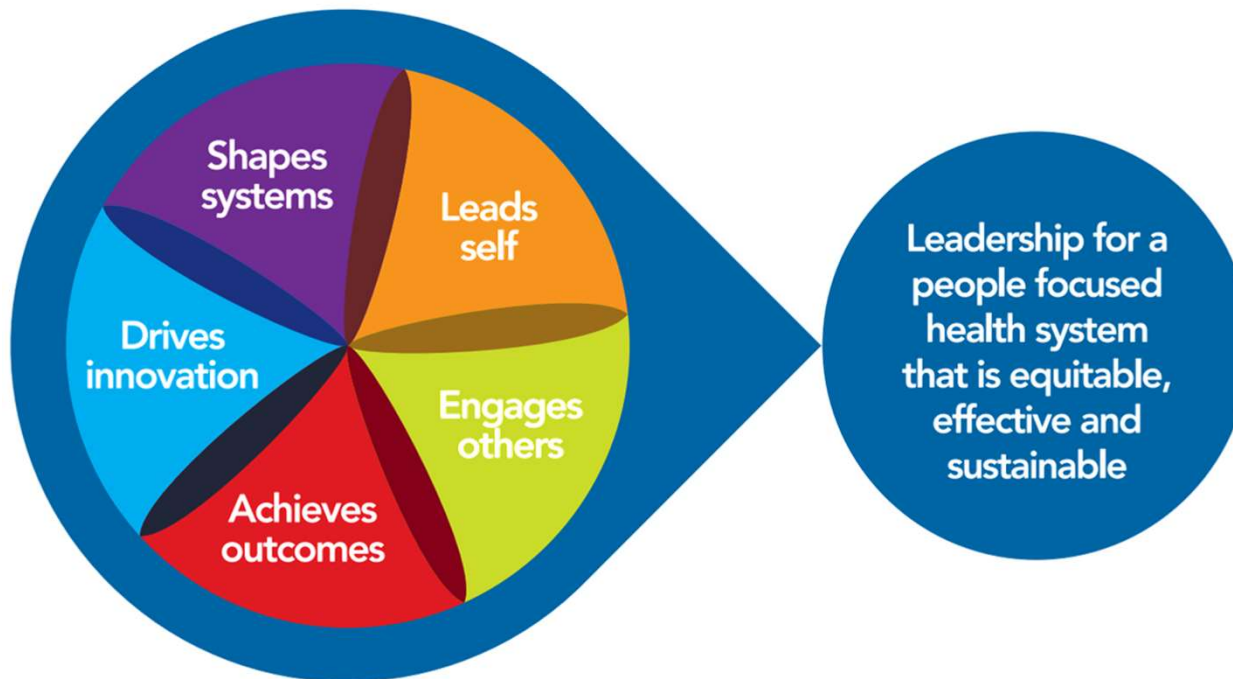 Shapes
systems
Leads
self
Engages
others
Achieves
outcomes
Drives
innovation
Leadership for a
people focused
health system
that is equitable,
effective and
sustainable